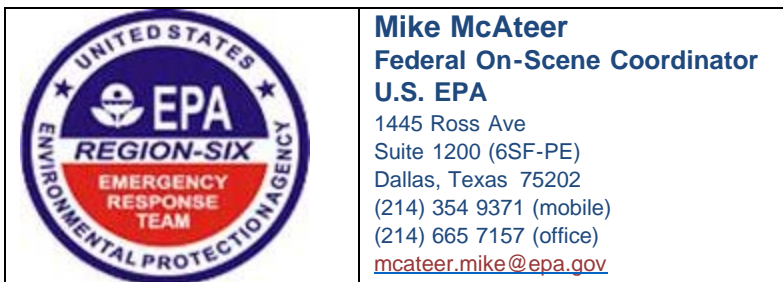 UNITED STATES
ENVIRONMENTAL PROTECTION AGENCY
EPA
REGION-SIX
EMERGENCY
RESPONSE
TEAM
Mike McAteer
Federal On-Scene Coordinator
U.S. EPA
1445 Ross Ave
Suite 1200 (6SF-PE)
Dallas, Texas 75202
(214) 354 9371 (mobile)
(214) 665 7157 (office)
mcateer.mike@epa.gov